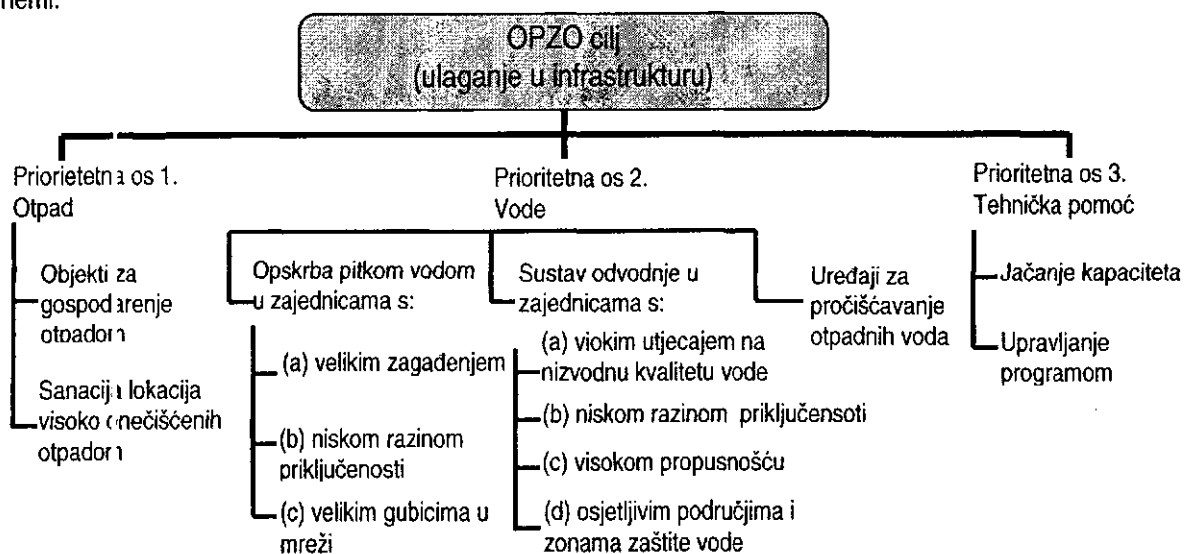 OPZO cilj
(ulaganje u infrastrukturu)
Priorietetna os 1.
Otpad
Objekti za
gospodarenje
otpadom
Sanacija lokacija
visoko onečišćenih
otpadom
Prioritetna os 2.
Vode
Opskrba pitkom vodom
u zajednicama s:
(a) velikim zagađenjem
(b) niskom razinom
priključenosti
(c) velikim gubicima u
mreži
Sustav odvodnje u
zajednicama s:
(a) viokim utjecajem na
nizvodnu kvalitetu vode
(b) niskom razinom priključensoti
(c) visokom propusnošću
(d) osjetljivim područjima i
zonama zaštite vode
Uređaji za
pročišćavanje
otpadnih voda
Prioritetna os 3.
Tehnička pomoć
Jačanje kapaciteta
Upravljanje
programom